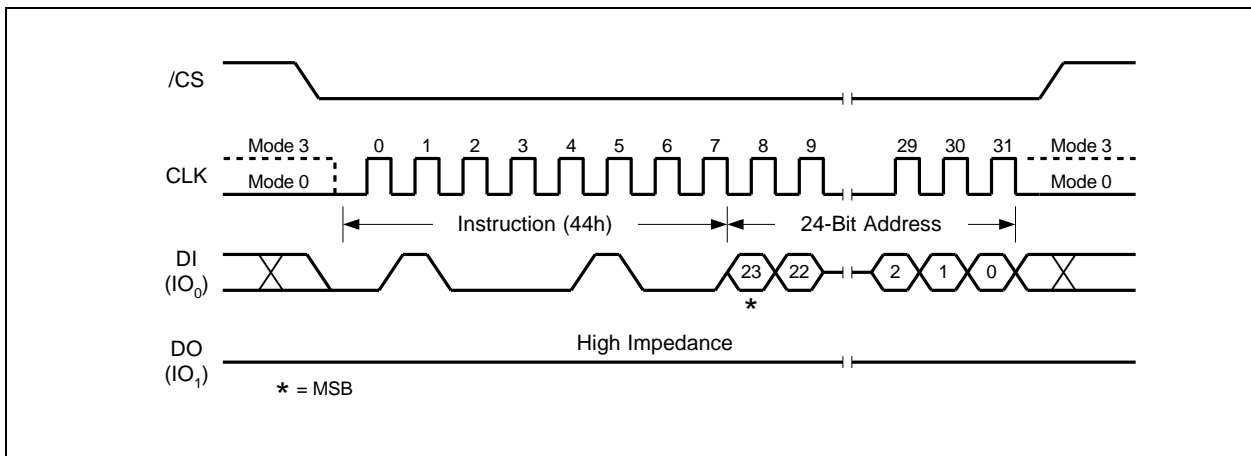 /CS
Mode 3 0 1 2 3 4 5 6 7 8 9 29 30 31 Mode 3
CLK
Mode 0 Mode 0
Instruction (44h) 24-Bit Address
DI
(IO0) 23 22 2 1 0
*
High Impedance
DO
(IO1)
* = MSB